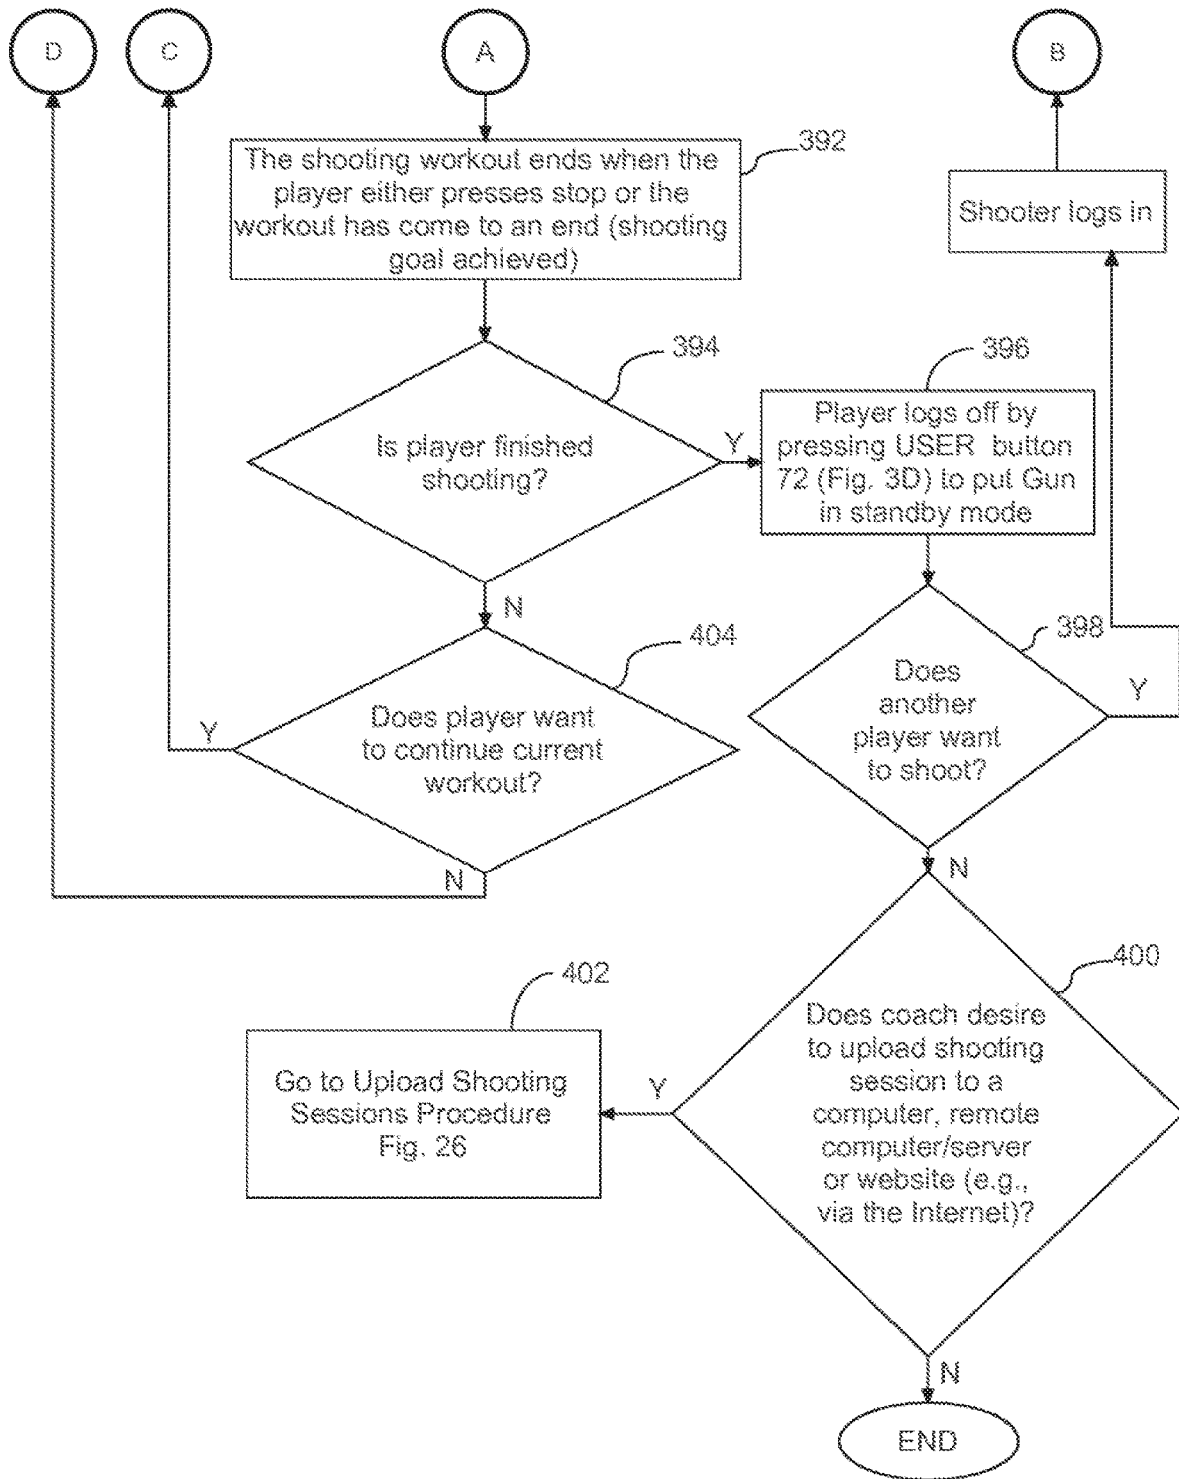 D
C
A
B
392
The shooting workout ends when the
player either presses stop or the
workout has come to an end (shooting
goal achieved)
Shooter logs in
394
Is player finished
shooting?
Y
396
Player logs off by
pressing USER button
72 (Fig. 3D) to put Gun
in standby mode
N
404
Does player want
to continue current
workout?
Y
N
398
Does
another
player want
to shoot?
Y
N
400
Does coach desire
to upload shooting
session to a
computer, remote
computer/server
or website (e.g.,
via the Internet)?
Y
402
Go to Upload Shooting
Sessions Procedure
Fig. 26
N
END